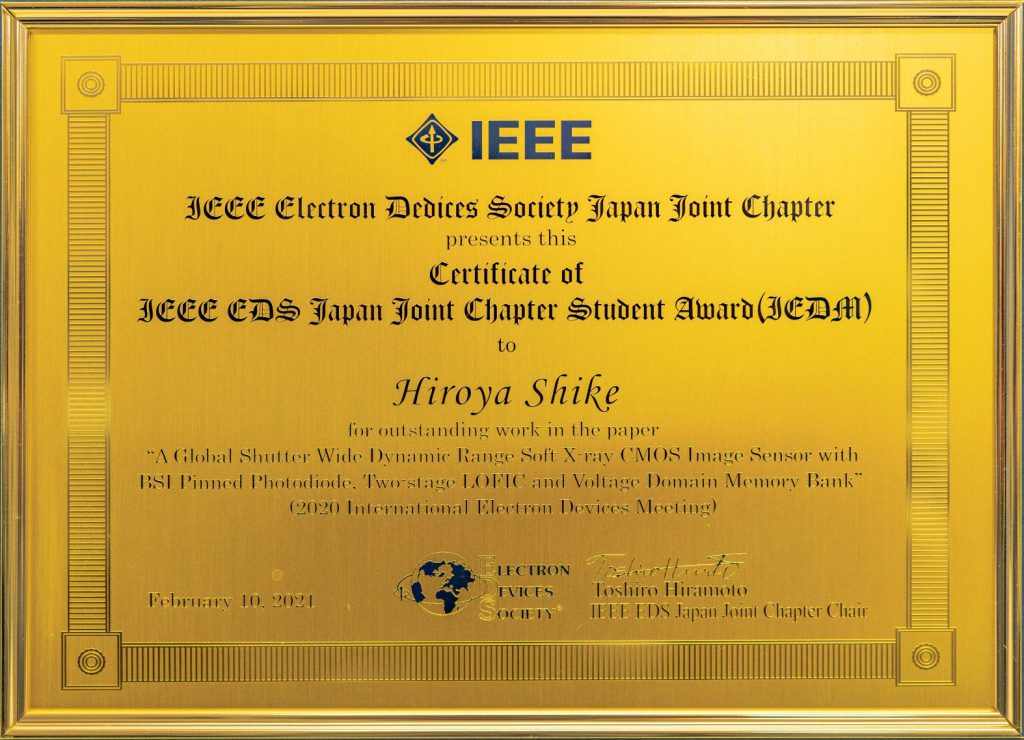 IEEE
IEEE Electron Dedices Society Japan Joint Chapter
presents this
Certificate of
IEEE EDS Japan Joint Chapter Student Award(IEDM)
to
Hiroya Shike
for outstanding work in the paper
“A Global Shutter Wide Dynamic Range Soft X-ray CMOS Image Sensor with
BSI Pinned Photodiode, Two-stage LOFIC and Voltage Domain Memory Bank”
(2020 International Electron Devices Meeting)
February 10, 2021
ELECTRON
DEVICES
SOCIETY®
Toshiro Hiramoto
Toshiro Hiramoto
IEEE EDS Japan Joint Chapter Chair